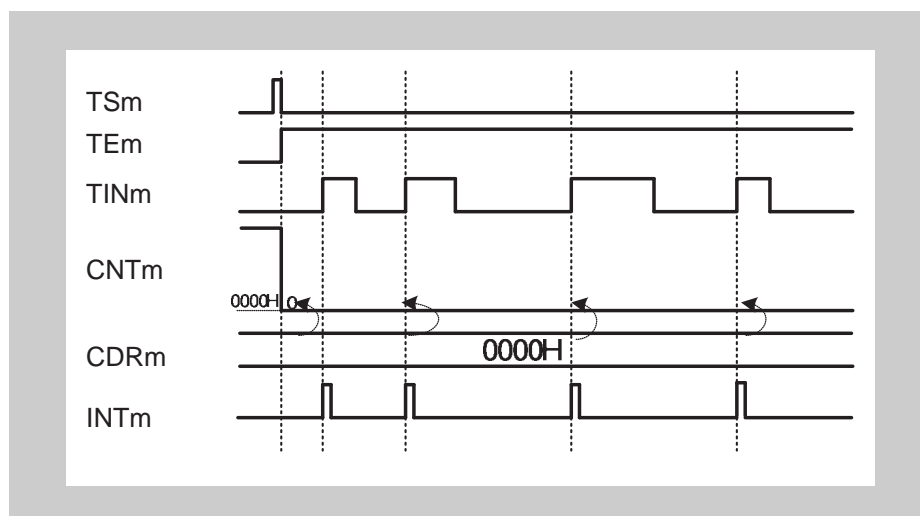 TSm
TEm
TINm
CNTm
0000H 0
CDRm
0000H
INTm